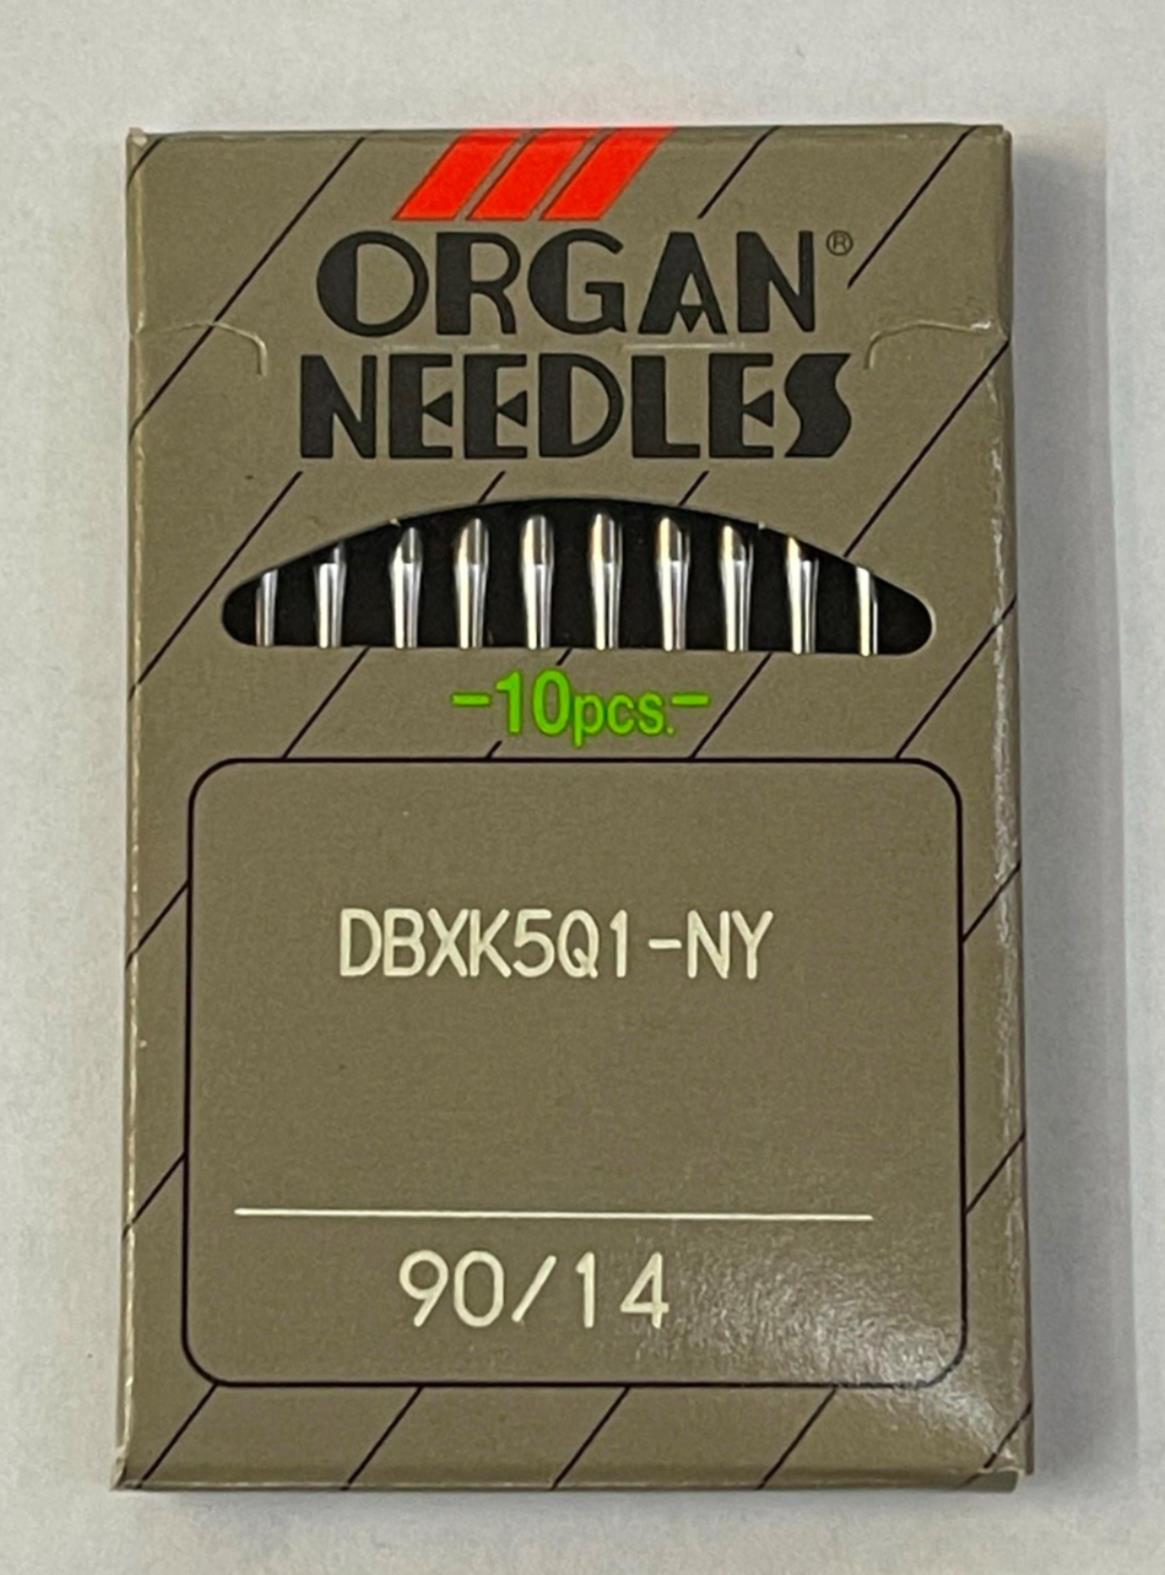 ORGAN®
NEEDLES
-10pcs.-
DBXK5Q1-NY
90/14